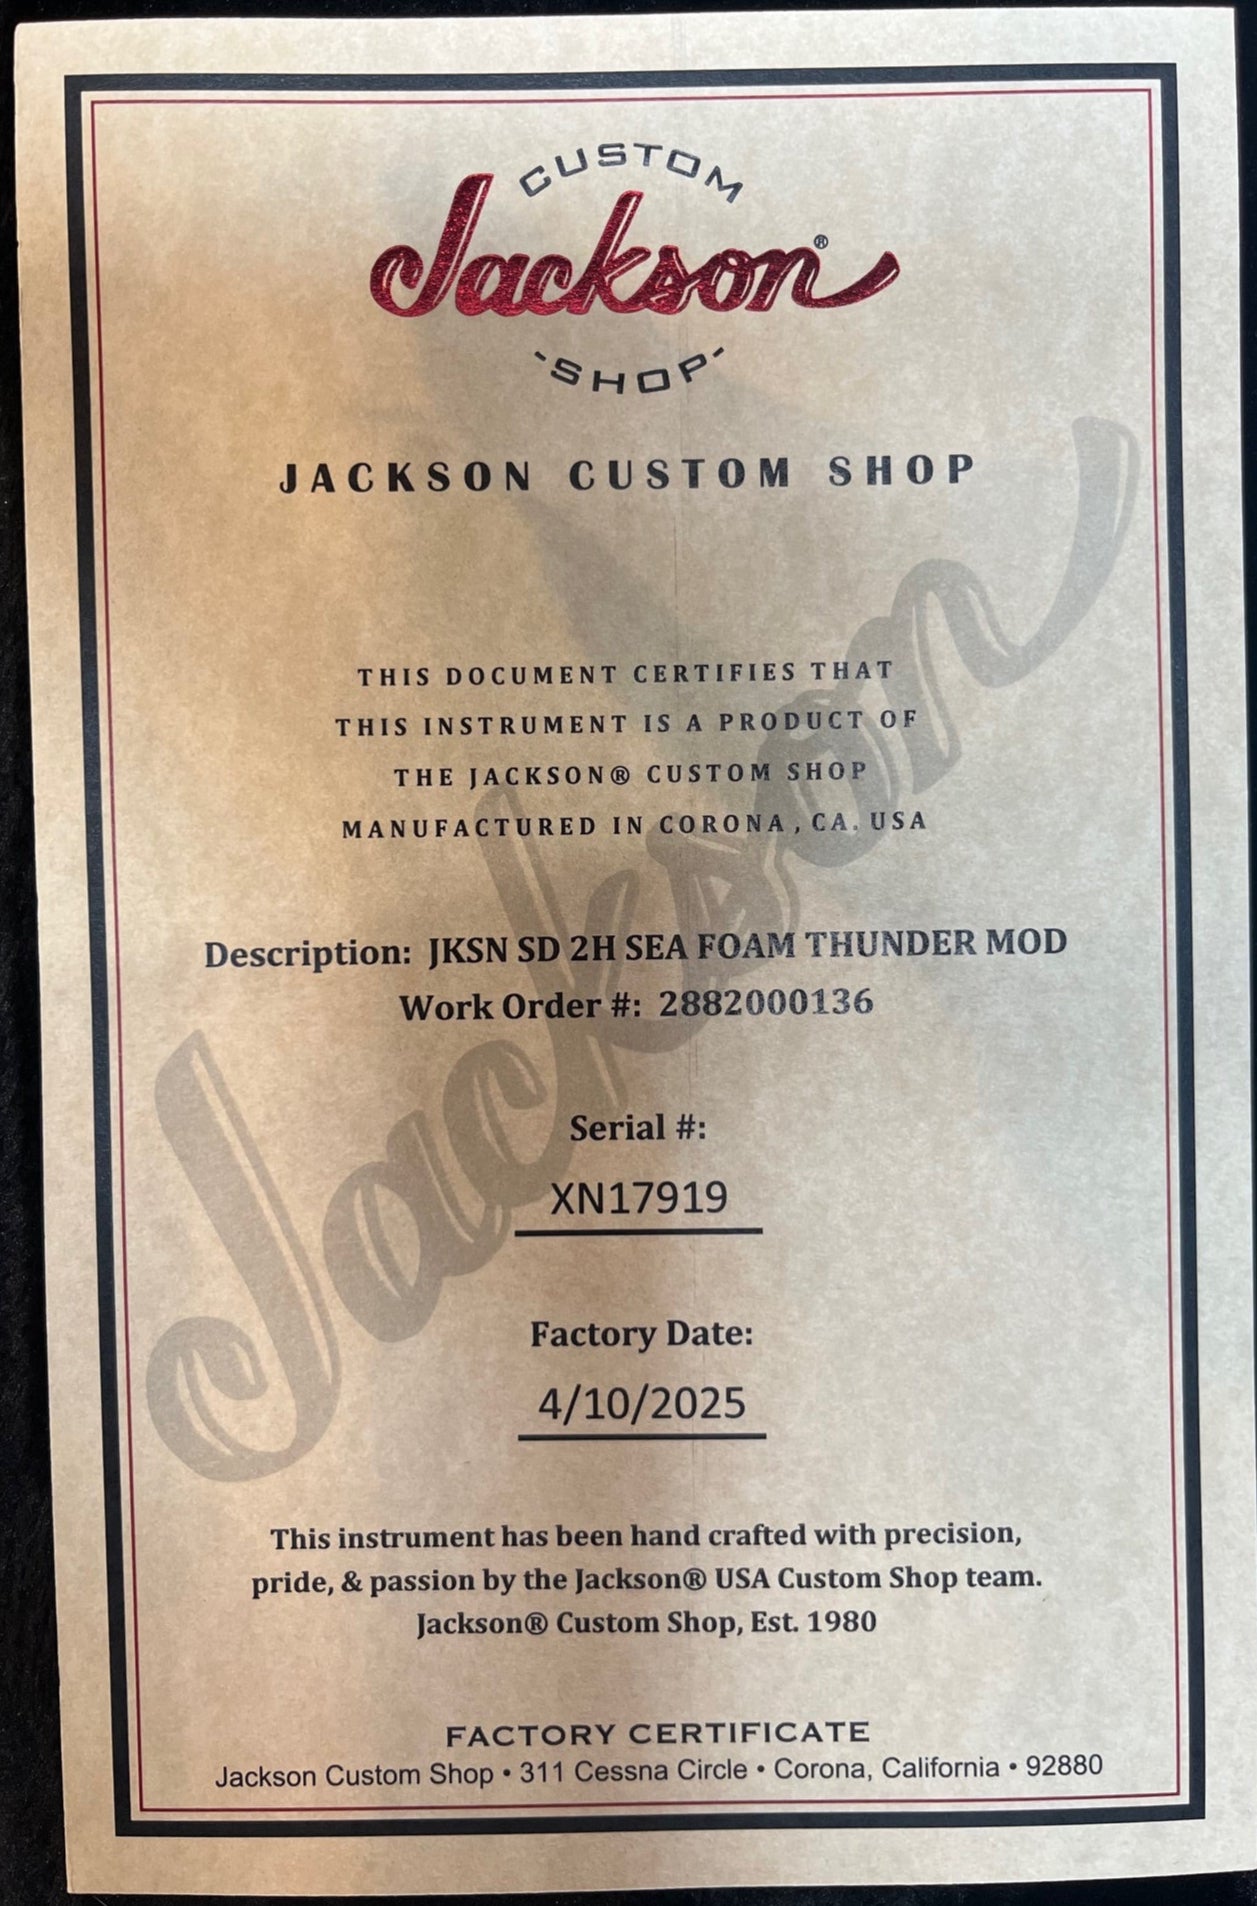 CUSTOM
Jackson®
-SHOP-
JACKSON CUSTOM SHOP
THIS DOCUMENT CERTIFIES THAT
THIS INSTRUMENT IS A PRODUCT OF
THE JACKSON® CUSTOM SHOP
MANUFACTURED IN CORONA, CA. USA
Description: JKSN SD 2H SEA FOAM THUNDER MOD
Work Order #: 2882000136
Jackson
Serial #:
XN17919
Factory Date:
4/10/2025
This instrument has been hand crafted with precision,
pride, & passion by the Jackson® USA Custom Shop team.
Jackson® Custom Shop, Est. 1980
FACTORY CERTIFICATE
Jackson Custom Shop • 311 Cessna Circle • Corona, California • 92880